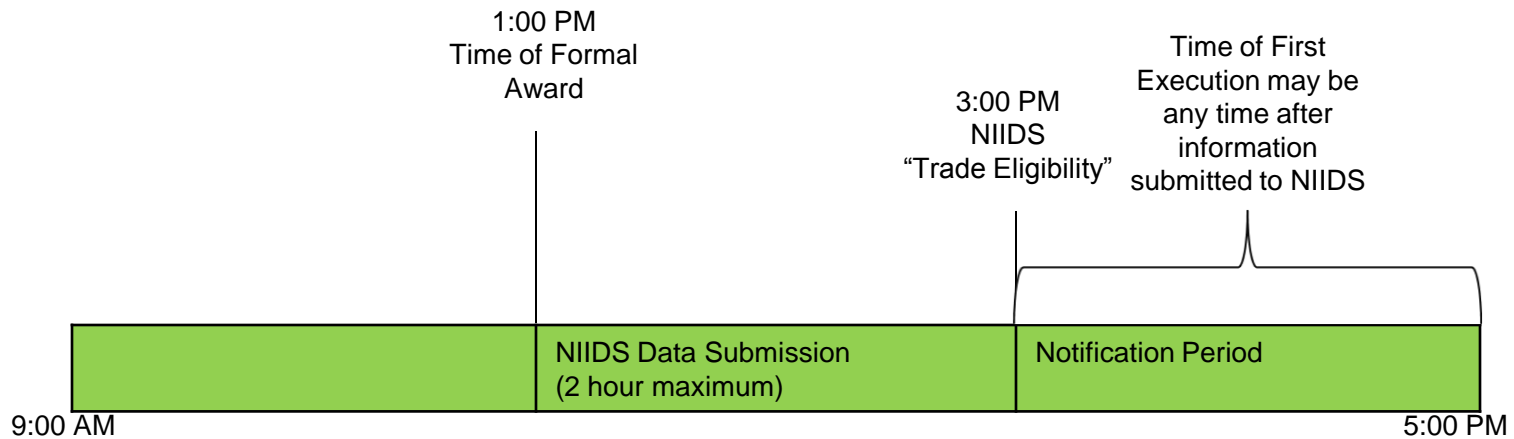 1:00 PM
Time of Formal
Award
3:00 PM
NIIDS
“Trade Eligibility”
Time of First
Execution may be
any time after
information
submitted to NIIDS
NIIDS Data Submission
(2 hour maximum)
Notification Period
9:00 AM
5:00 PM